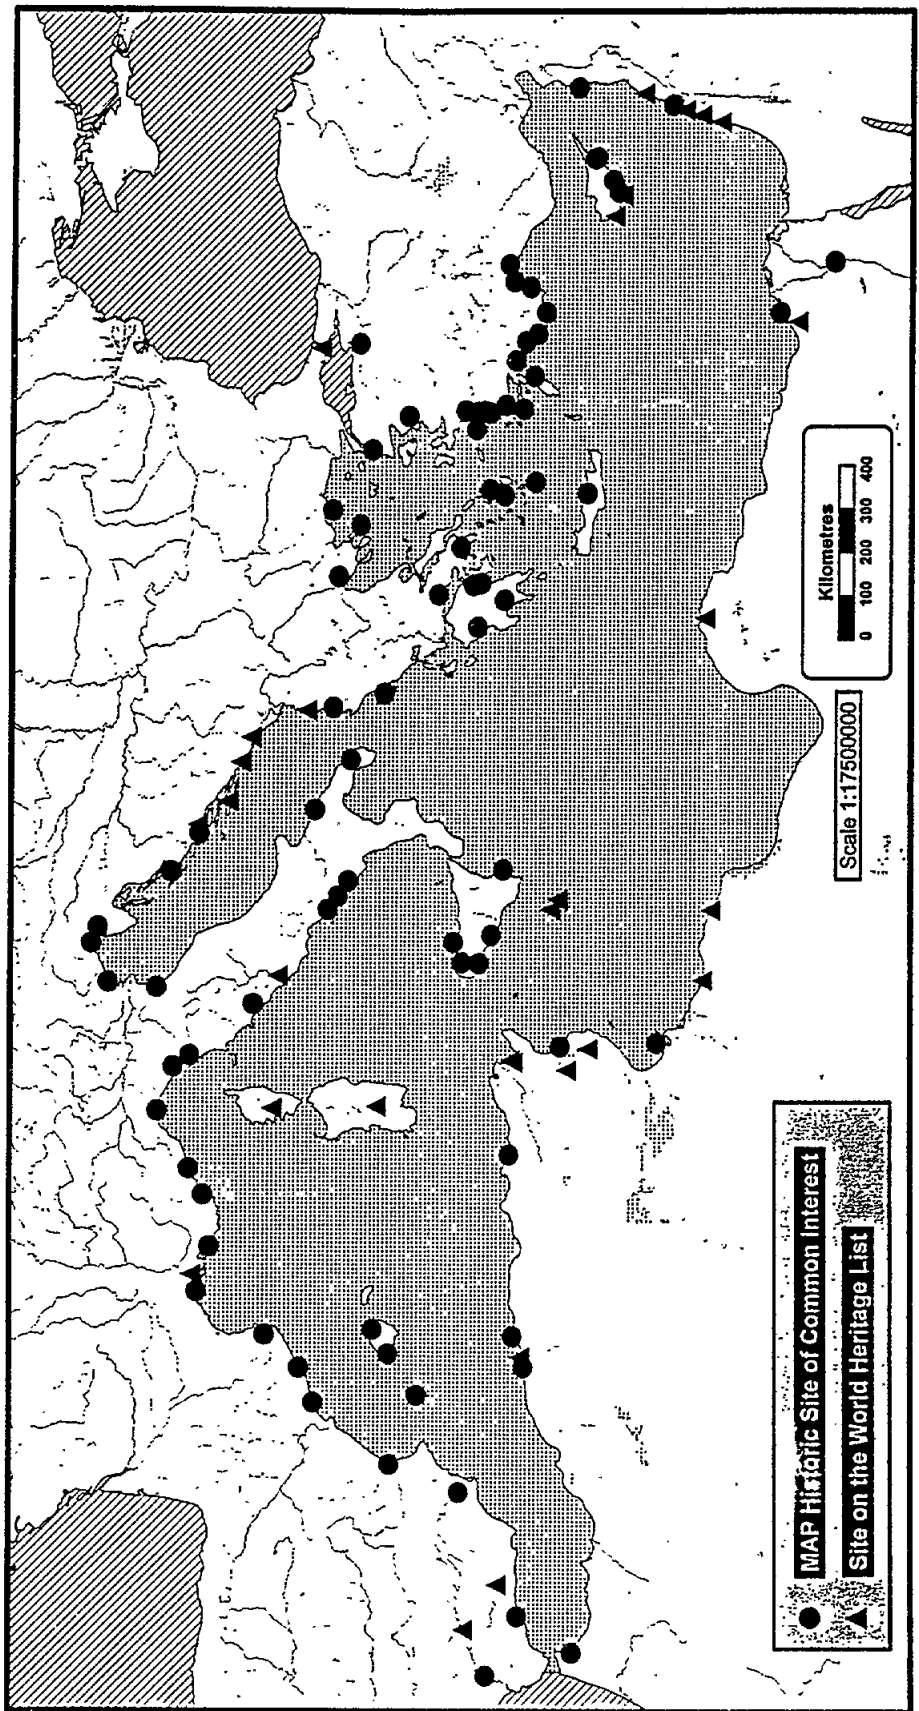 MAP Historic Site of Common Interest
Site on the World Heritage List
Scale 1:17500000
Kilometres
0 100 200 300 400